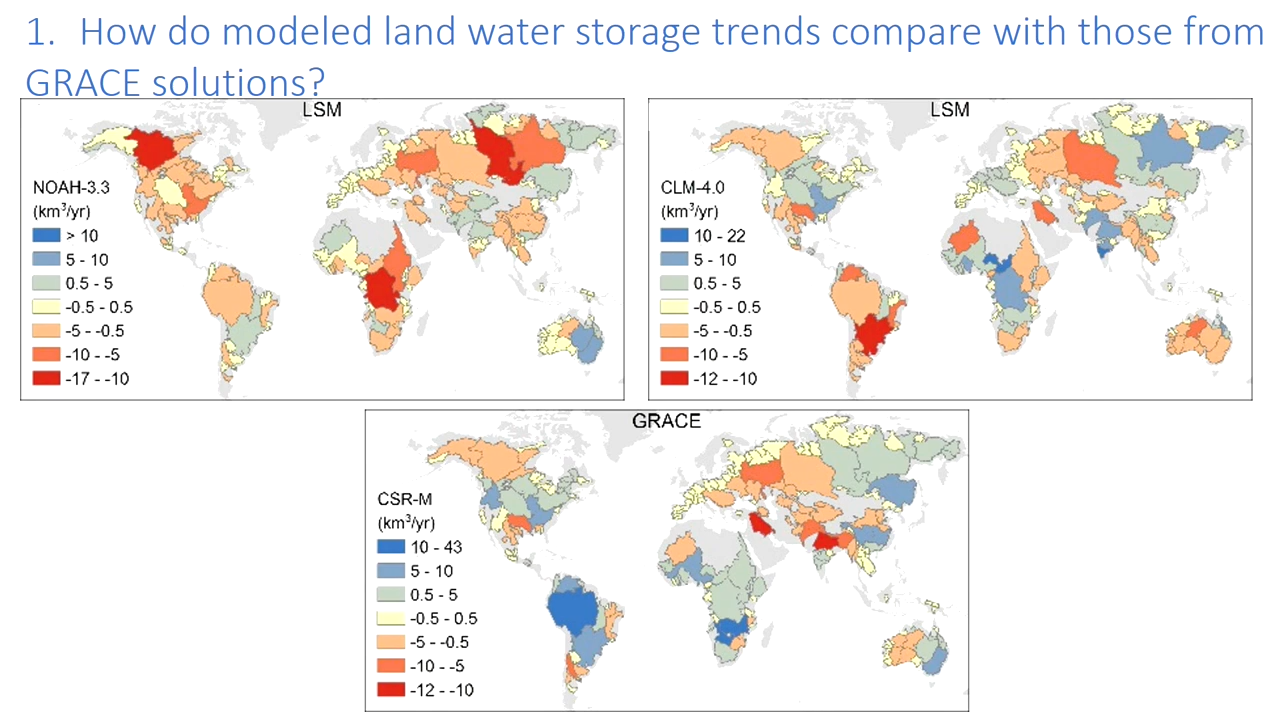 1. How do modeled land water storage trends compare with those from
GRACE solutions?
LSM
NOAH-3.3
(km³/yr)
> 10
5 - 10
0.5 - 5
-0.5 - 0.5
-5 - -0.5
-10 - -5
-17 - -10
LSM
CLM-4.0
(km³/yr)
10 - 22
5 - 10
0.5 - 5
-0.5 - 0.5
-5 - -0.5
-10 - -5
-12 - -10
GRACE
CSR-M
(km³/yr)
10 - 43
5 - 10
0.5 - 5
-0.5 - 0.5
-5 - -0.5
-10 - -5
-12 - -10